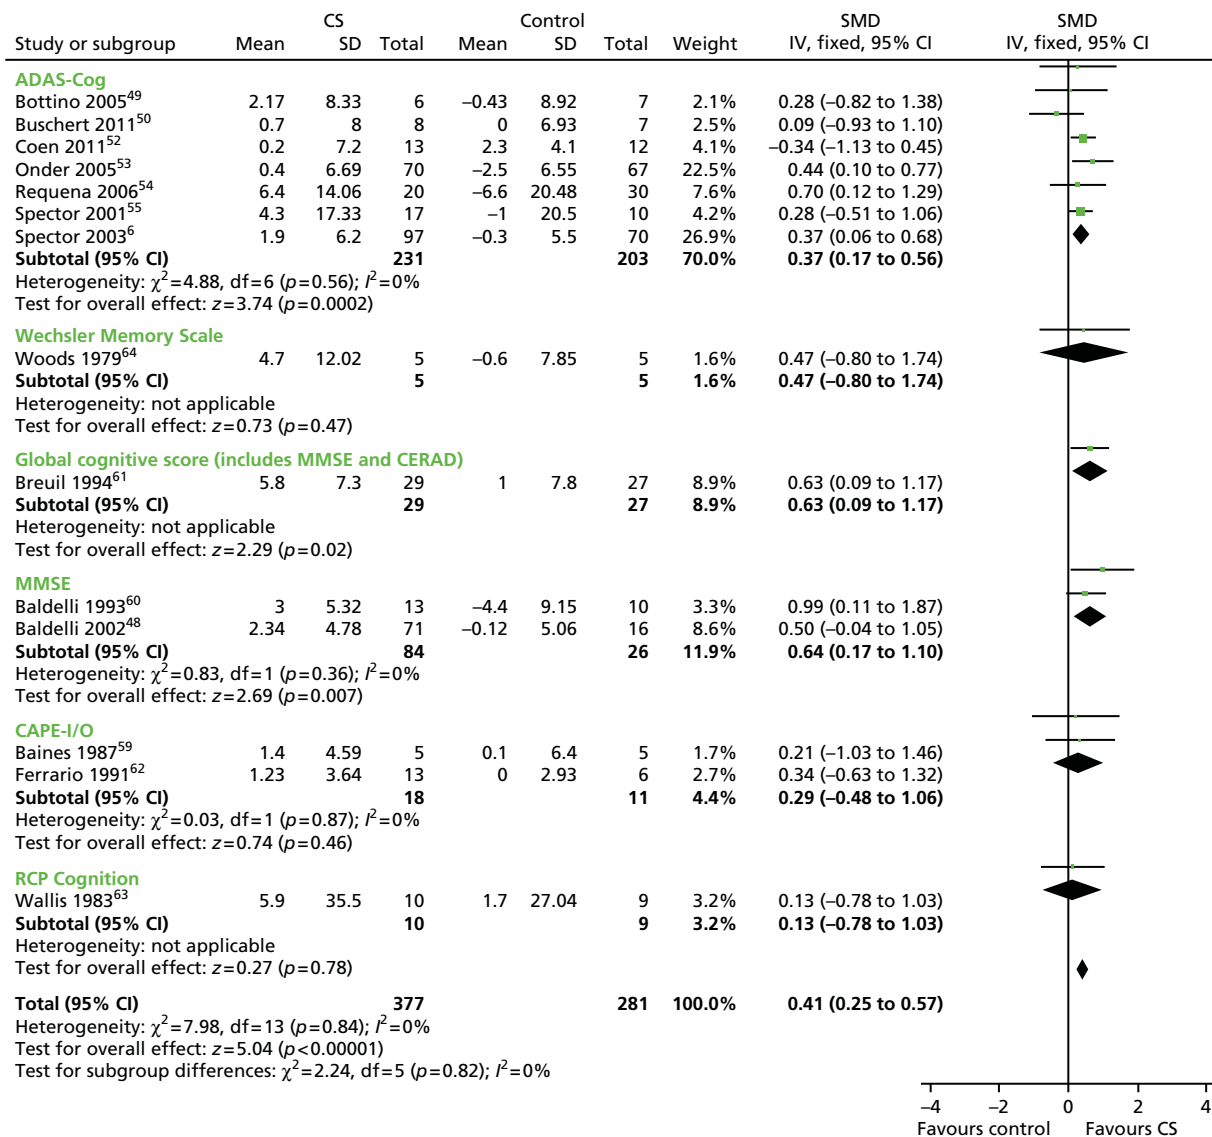 CS Control SMD SMD
Study or subgroup Mean SD Total Mean SD Total Weight IV, fixed, 95% CI IV, fixed, 95% CI
ADAS-Cog
Bottino 2005⁴⁹ 2.17 8.33 6 −0.43 8.92 7 2.1% 0.28 (−0.82 to 1.38)
Buschert 2011⁵⁰ 0.7 8 8 0 6.93 7 2.5% 0.09 (−0.93 to 1.10)
Coen 2011⁵² 0.2 7.2 13 2.3 4.1 12 4.1% −0.34 (−1.13 to 0.45)
Onder 2005⁵³ 0.4 6.69 70 −2.5 6.55 67 22.5% 0.44 (0.10 to 0.77)
Requena 2006⁵⁴ 6.4 14.06 20 −6.6 20.48 30 7.6% 0.70 (0.12 to 1.29)
Spector 2001⁵⁵ 4.3 17.33 17 −1 20.5 10 4.2% 0.28 (−0.51 to 1.06)
Spector 2003⁶ 1.9 6.2 97 −0.3 5.5 70 26.9% 0.37 (0.06 to 0.68)
Subtotal (95% CI) 231 203 70.0% 0.37 (0.17 to 0.56)
Heterogeneity: χ²=4.88, df=6 (p=0.56); I²=0%
Test for overall effect: z=3.74 (p=0.0002)
Wechsler Memory Scale
Woods 1979⁶⁴ 4.7 12.02 5 −0.6 7.85 5 1.6% 0.47 (−0.80 to 1.74)
Subtotal (95% CI) 5 5 1.6% 0.47 (−0.80 to 1.74)
Heterogeneity: not applicable
Test for overall effect: z=0.73 (p=0.47)
Global cognitive score (includes MMSE and CERAD)
Breuil 1994⁶¹ 5.8 7.3 29 1 7.8 27 8.9% 0.63 (0.09 to 1.17)
Subtotal (95% CI) 29 27 8.9% 0.63 (0.09 to 1.17)
Heterogeneity: not applicable
Test for overall effect: z=2.29 (p=0.02)
MMSE
Baldelli 1993⁶⁰ 3 5.32 13 −4.4 9.15 10 3.3% 0.99 (0.11 to 1.87)
Baldelli 2002⁴⁸ 2.34 4.78 71 −0.12 5.06 16 8.6% 0.50 (−0.04 to 1.05)
Subtotal (95% CI) 84 26 11.9% 0.64 (0.17 to 1.10)
Heterogeneity: χ²=0.83, df=1 (p=0.36); I²=0%
Test for overall effect: z=2.69 (p=0.007)
CAPE-I/O
Baines 1987⁵⁹ 1.4 4.59 5 0.1 6.4 5 1.7% 0.21 (−1.03 to 1.46)
Ferrario 1991⁶² 1.23 3.64 13 0 2.93 6 2.7% 0.34 (−0.63 to 1.32)
Subtotal (95% CI) 18 11 4.4% 0.29 (−0.48 to 1.06)
Heterogeneity: χ²=0.03, df=1 (p=0.87); I²=0%
Test for overall effect: z=0.74 (p=0.46)
RCP Cognition
Wallis 1983⁶³ 5.9 35.5 10 1.7 27.04 9 3.2% 0.13 (−0.78 to 1.03)
Subtotal (95% CI) 10 9 3.2% 0.13 (−0.78 to 1.03)
Heterogeneity: not applicable
Test for overall effect: z=0.27 (p=0.78)
Total (95% CI) 377 281 100.0% 0.41 (0.25 to 0.57)
Heterogeneity: χ²=7.98, df=13 (p=0.84); I²=0%
Test for overall effect: z=5.04 (p<0.00001)
Test for subgroup differences: χ²=2.24, df=5 (p=0.82); I²=0%
−4 −2 0 2 4
Favours control Favours CS